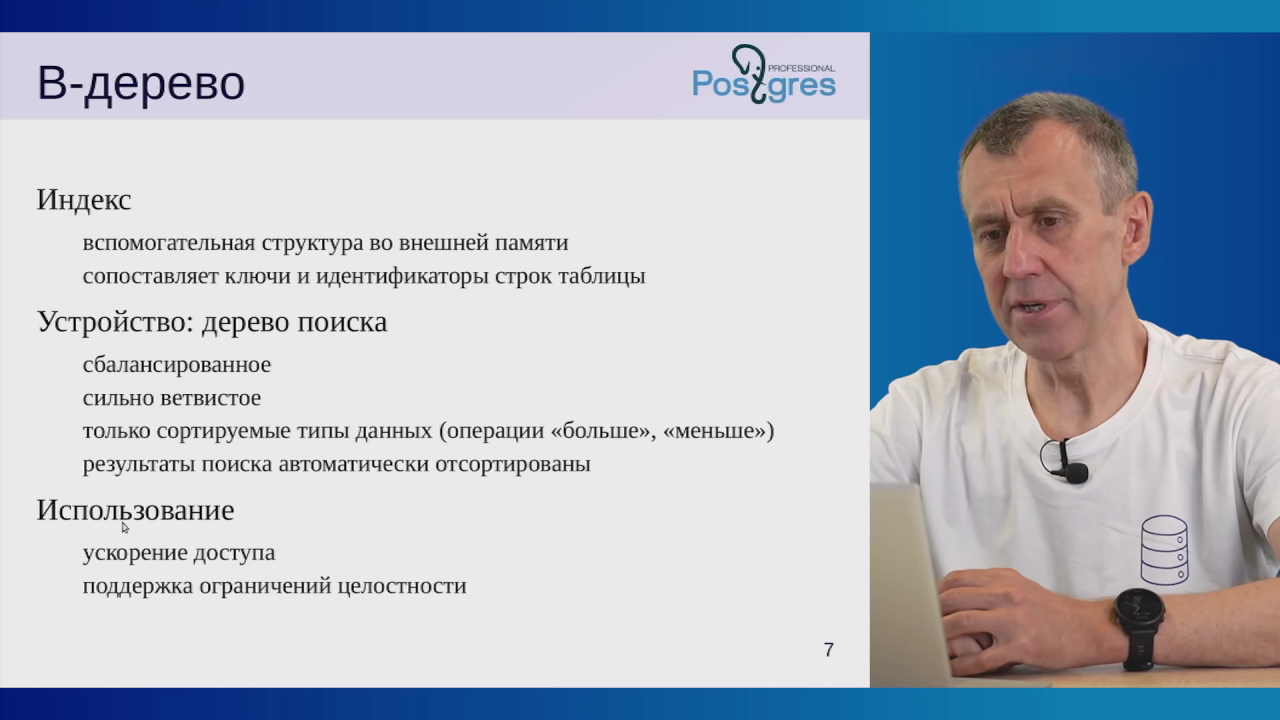 В-дерево
PROFESSIONAL
Postgres
Индекс
вспомогательная структура во внешней памяти
сопоставляет ключи и идентификаторы строк таблицы
Устройство: дерево поиска
сбалансированное
сильно ветвистое
только сортируемые типы данных (операции «больше», «меньше»)
результаты поиска автоматически отсортированы
Использование
ускорение доступа
поддержка ограничений целостности
7